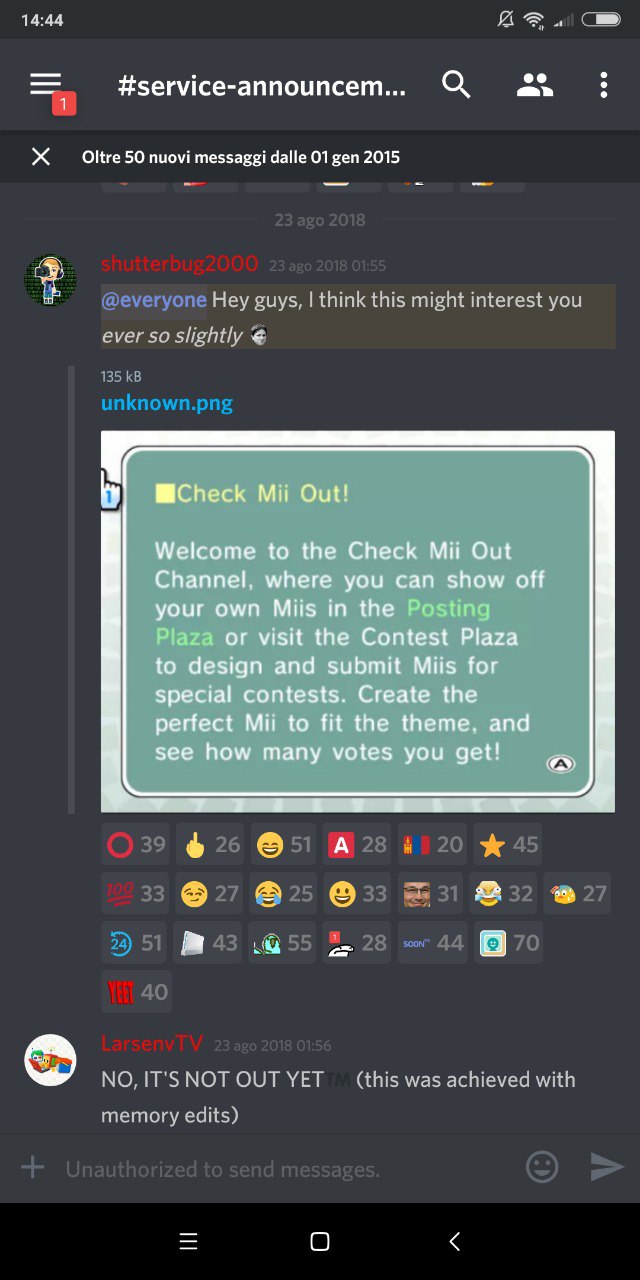 14:44
1
#service-announcem...
Oltre 50 nuovi messaggi dalle 01 gen 2015
23 ago 2018
shutterbug2000 23 ago 2018 01:55
@everyone Hey guys, I think this might interest you
ever so slightly
135 kB
unknown.png
1
Check Mii Out!
Welcome to the Check Mii Out
Channel, where you can show off
your own Miis in the Posting
Plaza or visit the Contest Plaza
to design and submit Miis for
special contests. Create the
perfect Mii to fit the theme, and
see how many votes you get!
A
39 26 51 A 28 20 45
100 33 27 25 33 31 32 27
24 51 43 55 1 28 SOON™ 44 70
YEET 40
LarsenvTV 23 ago 2018 01:56
NO, IT'S NOT OUT YET™ (this was achieved with
memory edits)
Unauthorized to send messages.